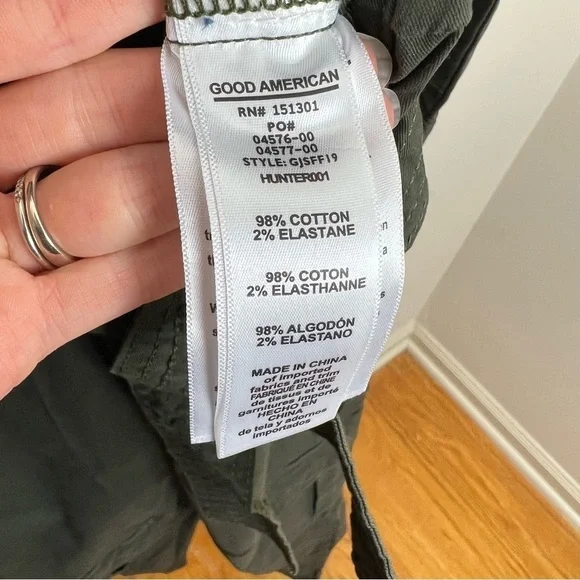 GOOD AMERICAN
RN# 151301
PO#
04576-00
04577-00
STYLE: GJSFF19
HUNTER001
98% COTTON
2% ELASTANE
98% COTON
2% ELASTHANNE
98% ALGODÓN
2% ELASTANO
MADE IN CHINA
of imported
fabrics and trim
FABRIQUÉ EN CHINE
de tissus et de
garnitures importé
HECHO EN
CHINA
de tela y adornos
importados